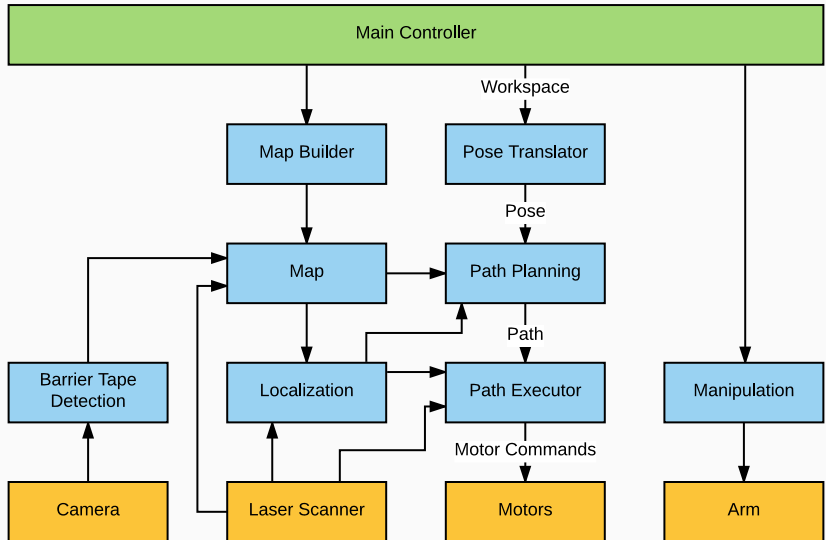 Main Controller
Workspace
Map Builder
Pose Translator
Pose
Map
Path Planning
Path
Barrier Tape
Detection
Localization
Path Executor
Manipulation
Motor Commands
Camera
Laser Scanner
Motors
Arm